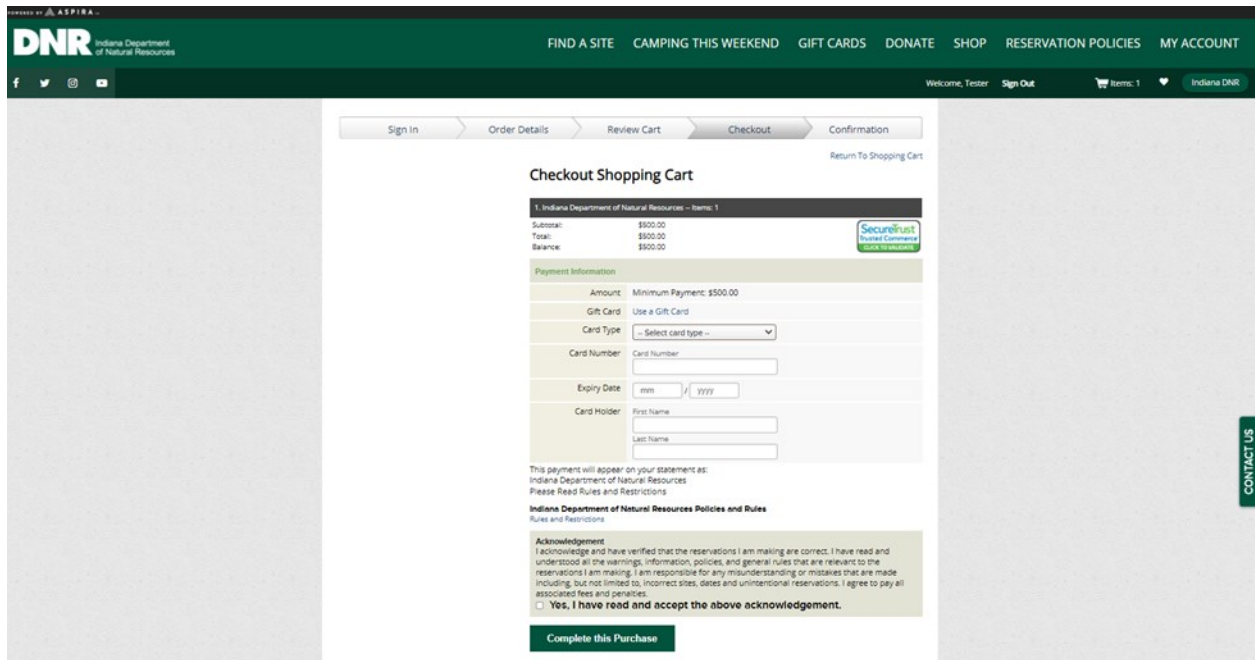 POWERED BY ASPIRA
DNR Indiana Department of Natural Resources
FIND A SITE CAMPING THIS WEEKEND GIFT CARDS DONATE SHOP RESERVATION POLICIES MY ACCOUNT
Welcome, Tester Sign Out Items: 1 Indiana DNR
Sign In Order Details Review Cart Checkout Confirmation
Return To Shopping Cart
Checkout Shopping Cart
1. Indiana Department of Natural Resources -- Items: 1
Subtotal: $500.00
Total: $500.00
Balance: $500.00
SecureTrust
Trusted Commerce
CLICK TO VALIDATE
Payment Information
Amount Minimum Payment: $500.00
Gift Card Use a Gift Card
Card Type -- Select card type --
Card Number Card Number
Expiry Date mm / yyyy
Card Holder First Name
Last Name
This payment will appear on your statement as:
Indiana Department of Natural Resources
Please Read Rules and Restrictions
Indiana Department of Natural Resources Policies and Rules
Rules and Restrictions
Acknowledgement
I acknowledge and have verified that the reservations I am making are correct. I have read and
understood all the warnings, information, policies, and general rules that are relevant to the
reservations I am making. I am responsible for any misunderstanding or mistakes that are made
including, but not limited to, incorrect sites, dates and unintentional reservations. I agree to pay all
associated fees and penalties.
Yes, I have read and accept the above acknowledgement.
Complete this Purchase
CONTACT US